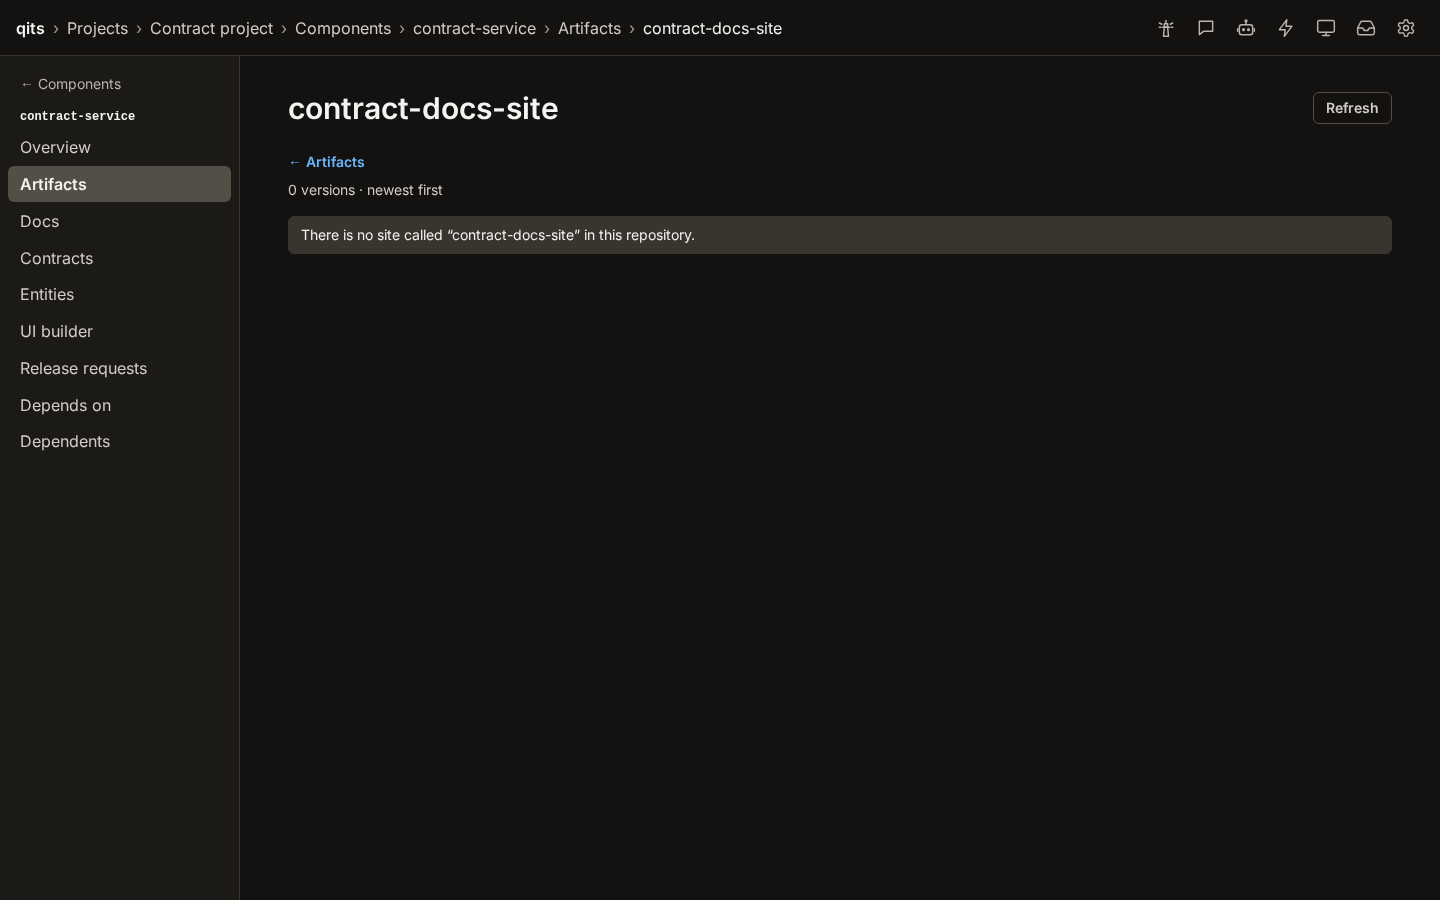 qits › Projects › Contract project › Components › contract-service › Artifacts › contract-docs-site
← Components
contract-service
Overview
Artifacts
Docs
Contracts
Entities
UI builder
Release requests
Depends on
Dependents
contract-docs-site
Refresh
← Artifacts
0 versions · newest first
There is no site called “contract-docs-site” in this repository.